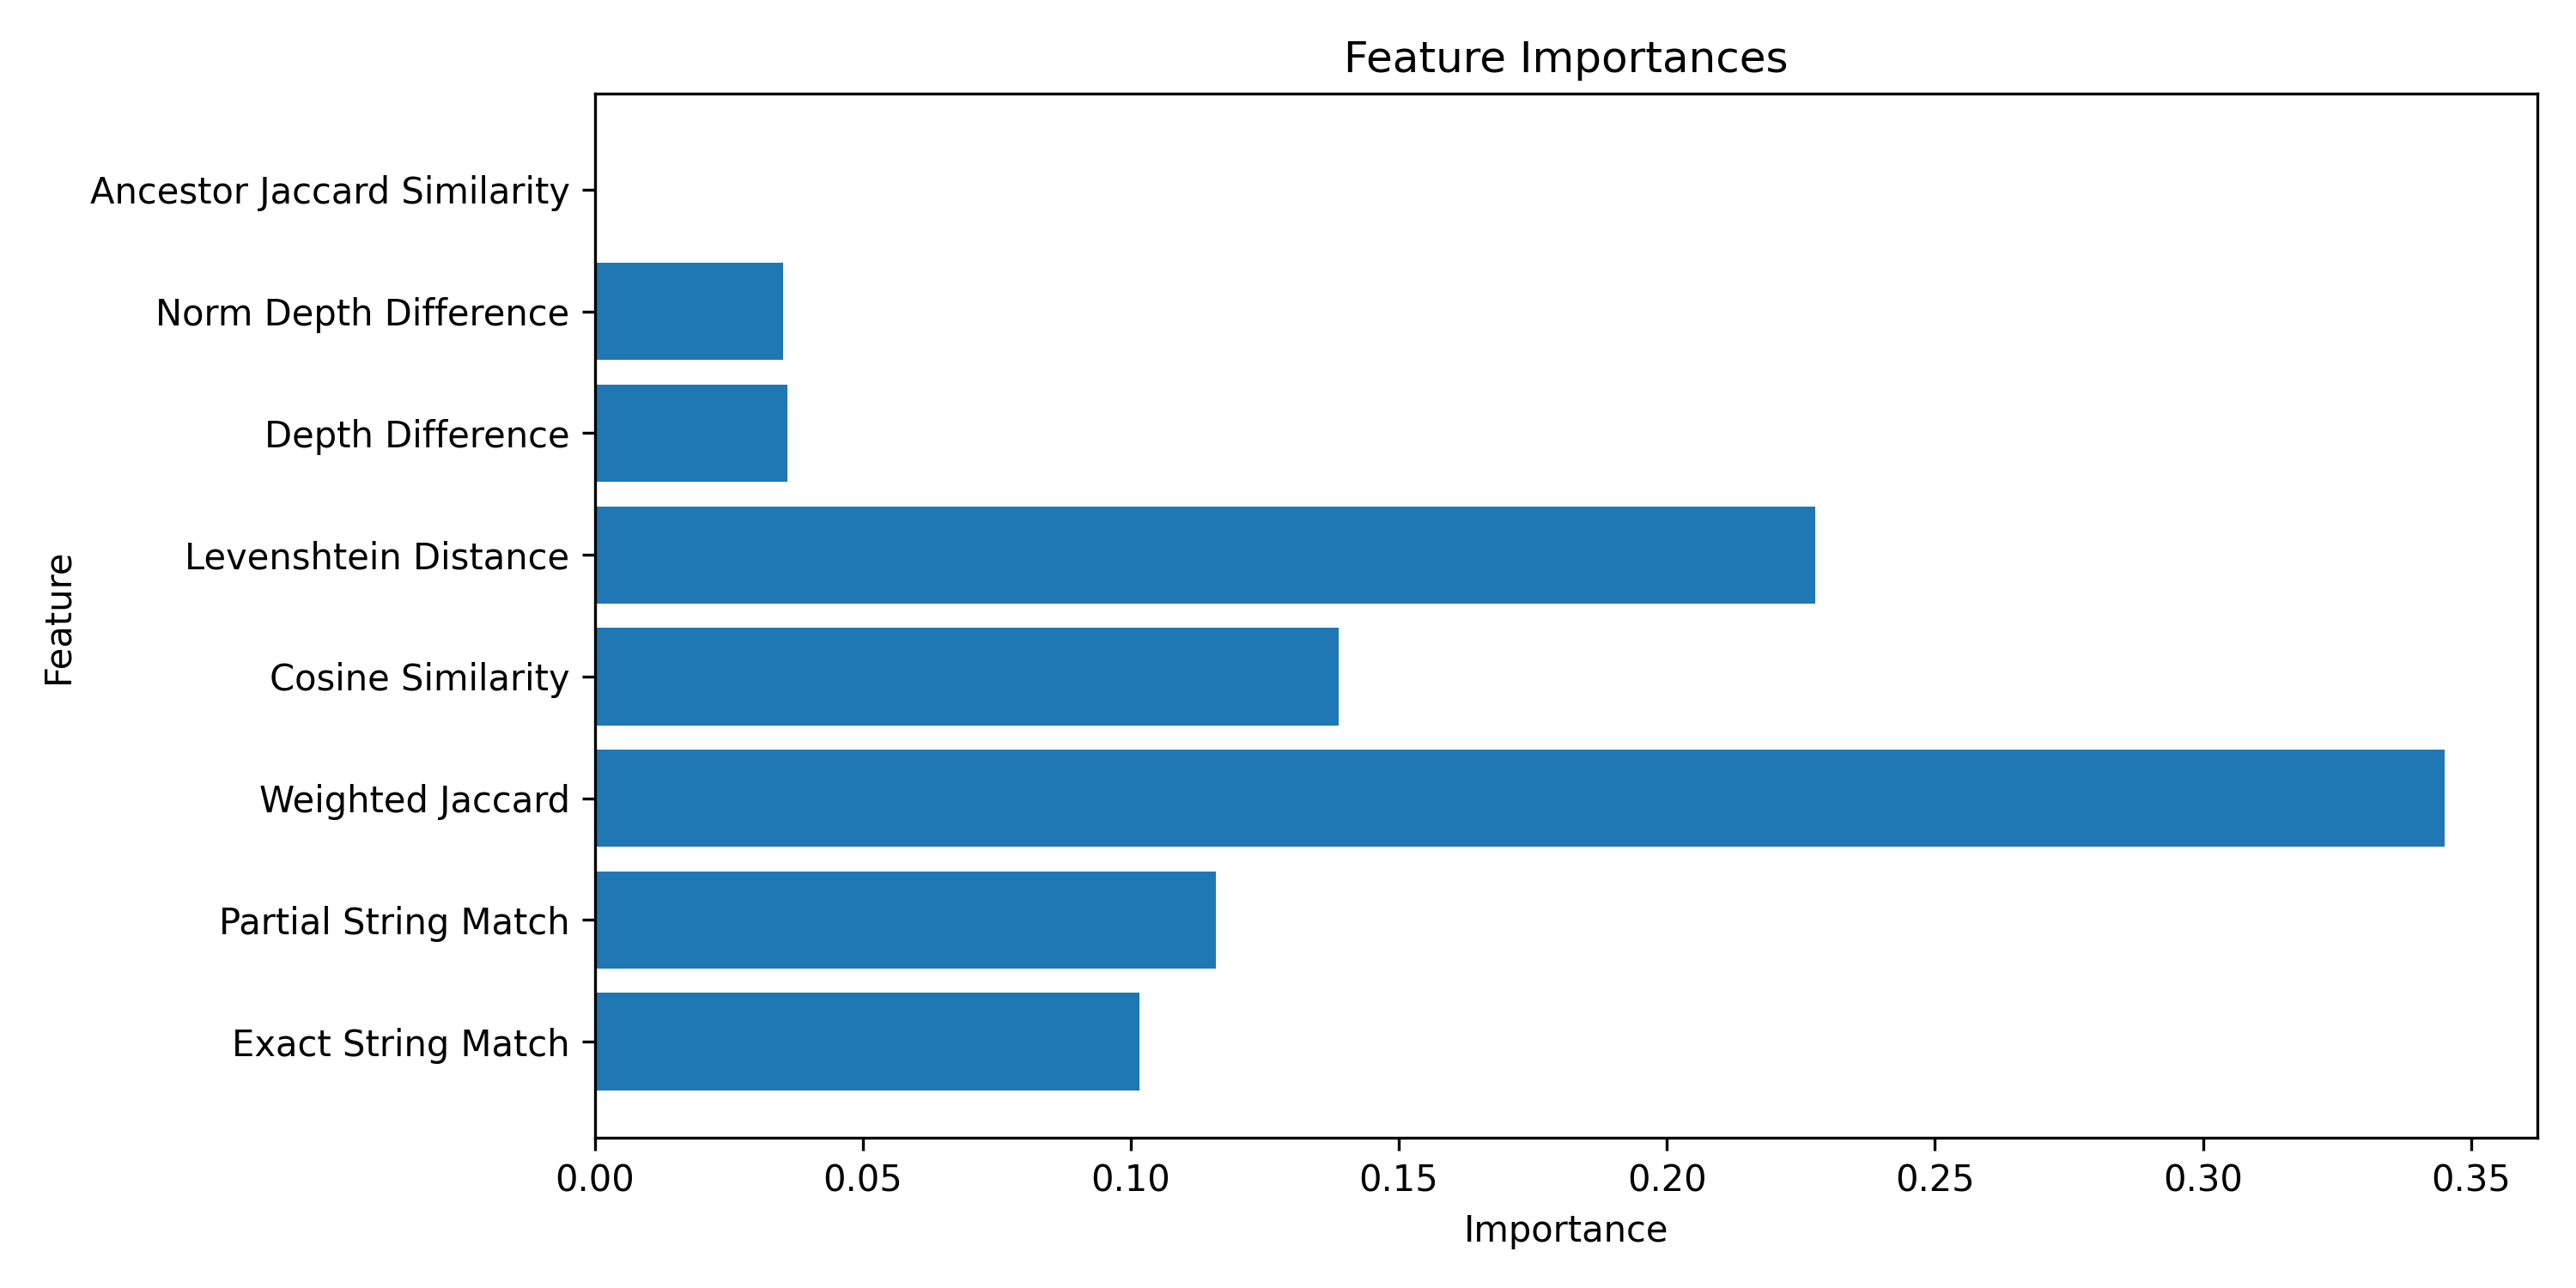 Feature Importances
Feature
Ancestor Jaccard Similarity
Norm Depth Difference
Depth Difference
Levenshtein Distance
Cosine Similarity
Weighted Jaccard
Partial String Match
Exact String Match
0.00 0.05 0.10 0.15 0.20 0.25 0.30 0.35
Importance